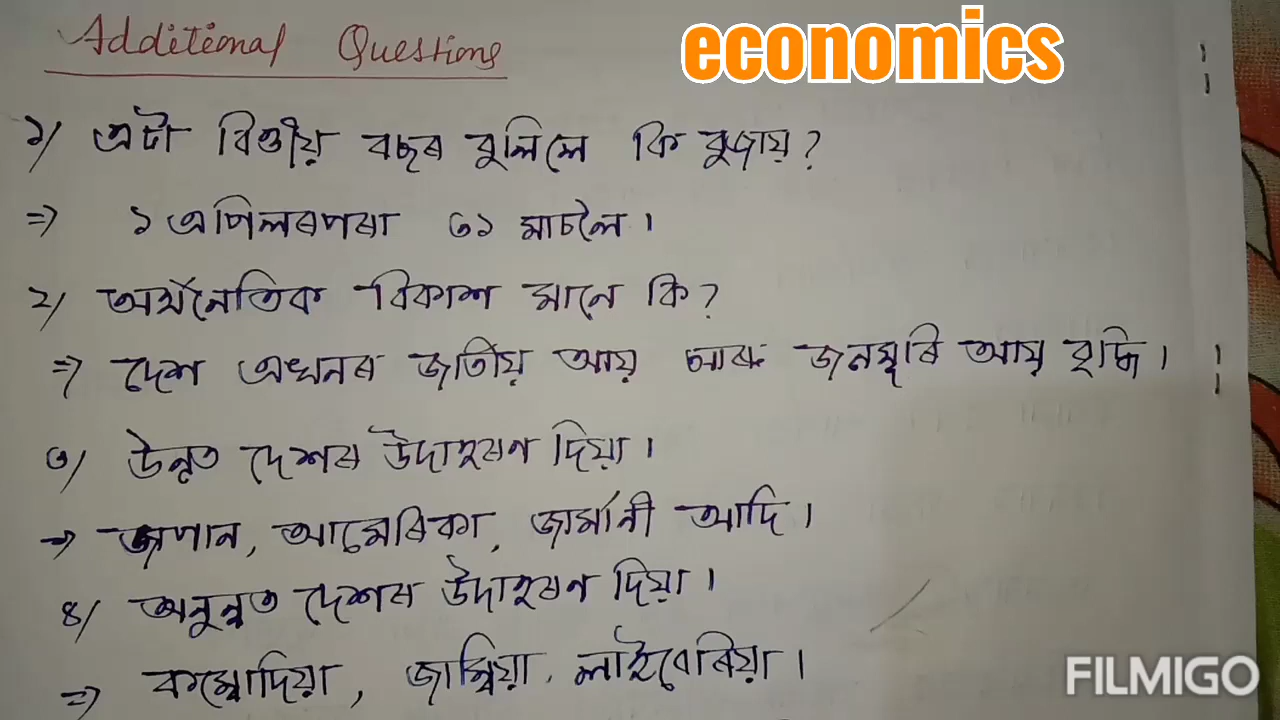 Additional Questions
economics
১/ এটা বিত্তীয় বছৰ বুলিলে কি বুজায়?
⇒ ১ এপ্ৰিলৰপৰা ৩১ মাৰ্চলৈ।
২/ অৰ্থনৈতিক বিকাশ মানে কি?
⇒ দেশ এখনৰ জাতীয় আয় আৰু জনমূৰি আয় বৃদ্ধি।
৩/ উন্নত দেশৰ উদাহৰণ দিয়া।
⇒ জাপান, আমেৰিকা, জাৰ্মানী আদি।
৪/ অনুন্নত দেশৰ উদাহৰণ দিয়া।
⇒ কম্বোদিয়া, জাম্বিয়া, লাইবেৰিয়া।
FILMIGO